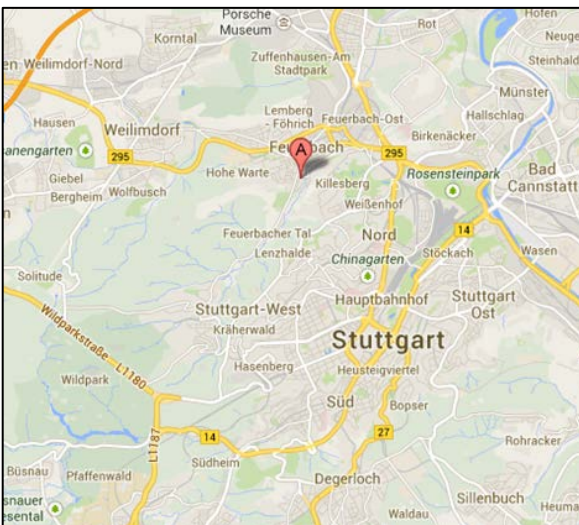 Porsche
Museum
Rot
Hofen
Korntal
Neuge
Weilimdorf-Nord
Zuffenhausen-Am
Stadtpark
Steinhald
Münster
Lemberg
- Föhrich
Feuerbach-Ost
Hallschlag
Hausen
Weilimdorf
Birkenäcker
sanengarten
295
A
295
Giebel
Bergheim
Wolfbusch
Hohe Warte
Killesberg
Rosensteinpark
Bad
Cannstatt
Weißenhof
Feuerbacher Tal
Nord
14
Lenzhalde
Stöckach
Wasen
Chinagarten
Solitude
Stuttgart-West
Hauptbahnhof
Stuttgart
Ost
Kräherwald
Wildparkstraße
L1180
Stuttgart
Hasenberg
Heusteigviertel
Wildpark
Süd
Bopser
L1187
14
27
Rohracker
Büsnau
Pfaffenwald
Südheim
Degerloch
Sillenbuch
Heuma
snauer
esental
Waldau